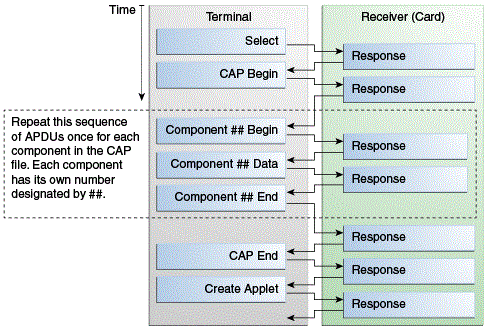 Time
Terminal
Receiver (Card)
Select
Response
CAP Begin
Response
Repeat this sequence
of APDUs once for each
component in the CAP
file. Each component
has its own number
designated by ##.
Component ## Begin
Response
Component ## Data
Response
Component ## End
Response
CAP End
Response
Create Applet
Response